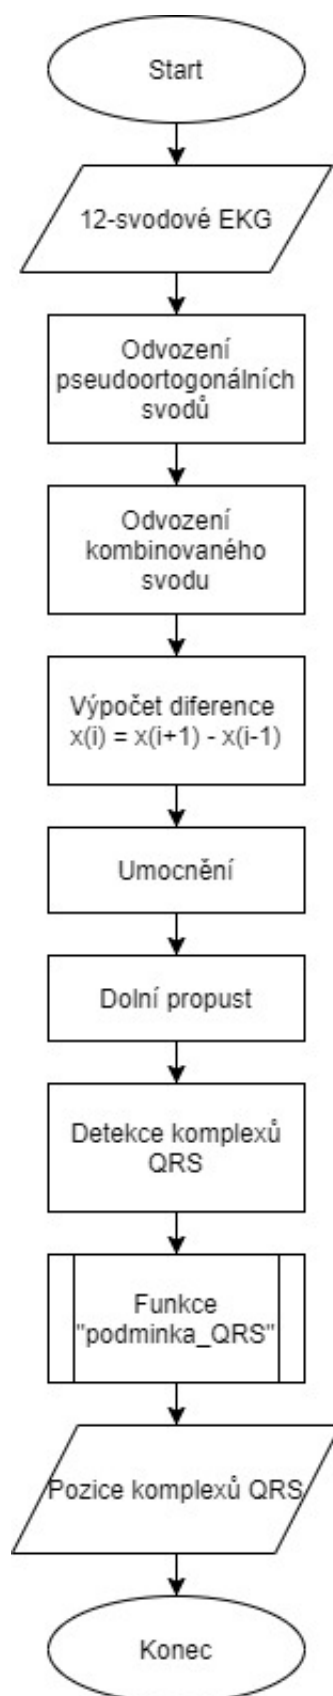 Start
12-svodové EKG
Odvození
pseudoortogonálních
svodů
Odvození
kombinovaného
svodu
Výpočet diference
x(i) = x(i+1) - x(i-1)
Umocnění
Dolní propust
Detekce komplexů
QRS
Funkce
"podminka_QRS"
Pozice komplexů QRS
Konec